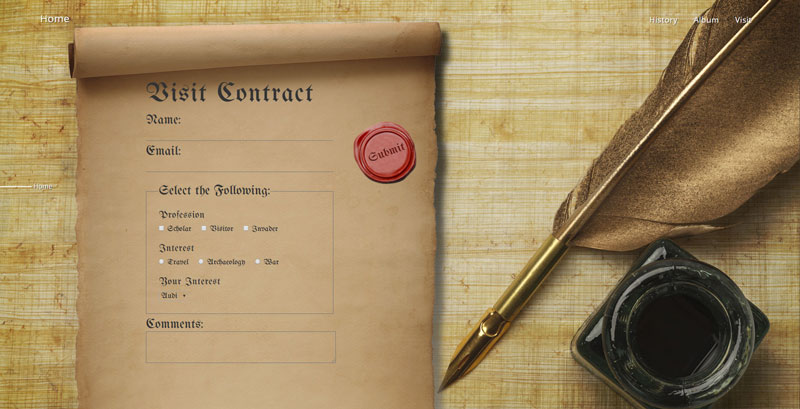 Home
History Album Visit
Visit Contract
Name:
Submit
Email:
Home
Select the Following:
Profession
Scholar Visitor Invader
Interest
Travel Archaeology War
Your Interest
Audi
Comments: